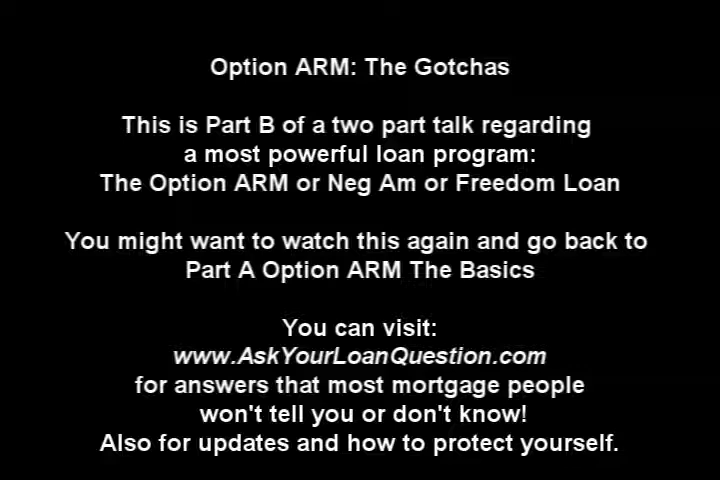 Option ARM: The Gotchas
This is Part B of a two part talk regarding
a most powerful loan program:
The Option ARM or Neg Am or Freedom Loan
You might want to watch this again and go back to
Part A Option ARM The Basics
You can visit:
www.AskYourLoanQuestion.com
for answers that most mortgage people
won't tell you or don't know!
Also for updates and how to protect yourself.